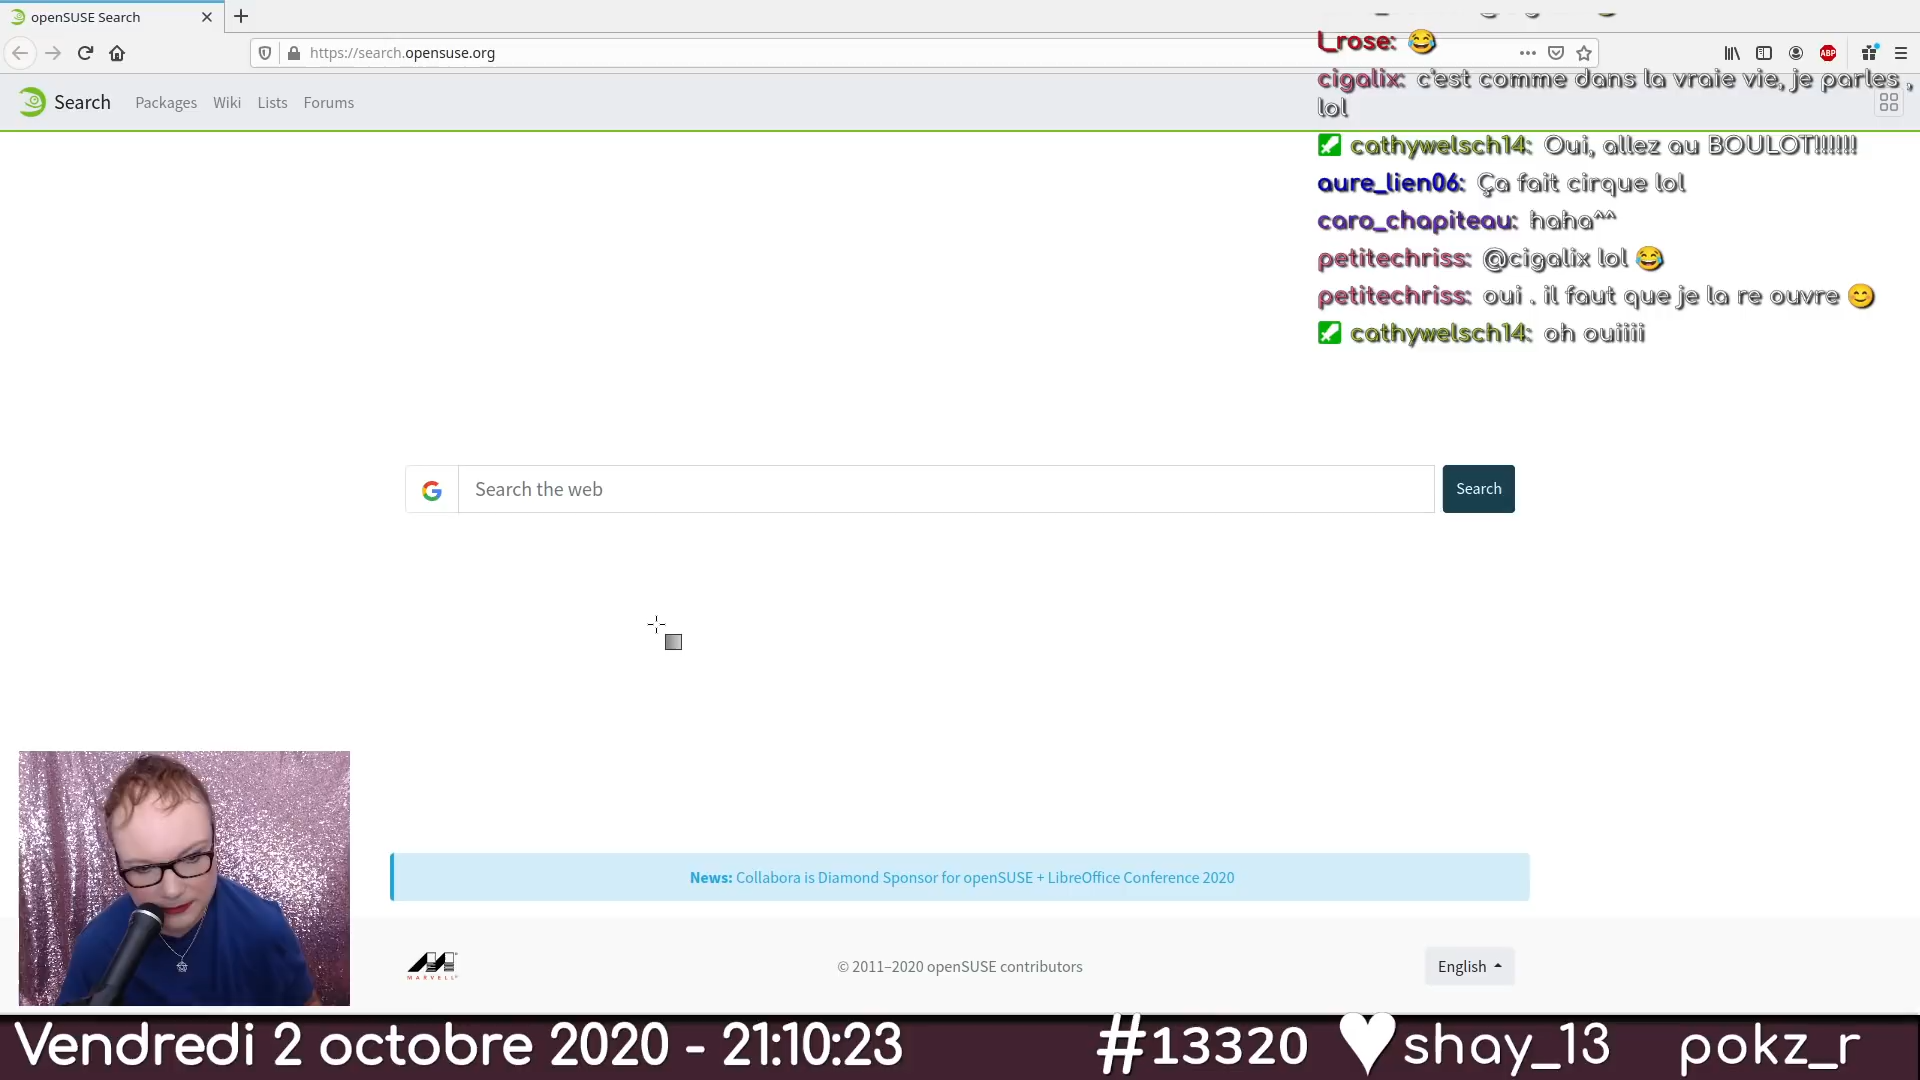 openSUSE Search
https://search.opensuse.org
ABP
Search Packages Wiki Lists Forums
l_rose: 😂
cigalix: c'est comme dans la vraie vie, je parles ,
lol
cathywelsch14: Oui, allez au BOULOT!!!!!!
aure_lien06: Ça fait cirque lol
caro_chapiteau: haha^^
petitechriss: @cigalix lol 😂
petitechriss: oui . il faut que je la re ouvre 😊
cathywelsch14: oh ouiiii
Search the web
Search
News: Collabora is Diamond Sponsor for openSUSE + LibreOffice Conference 2020
MARVELL
© 2011–2020 openSUSE contributors
English
Vendredi 2 octobre 2020 - 21:10:23
#13320 ♥shay_13 pokz_r